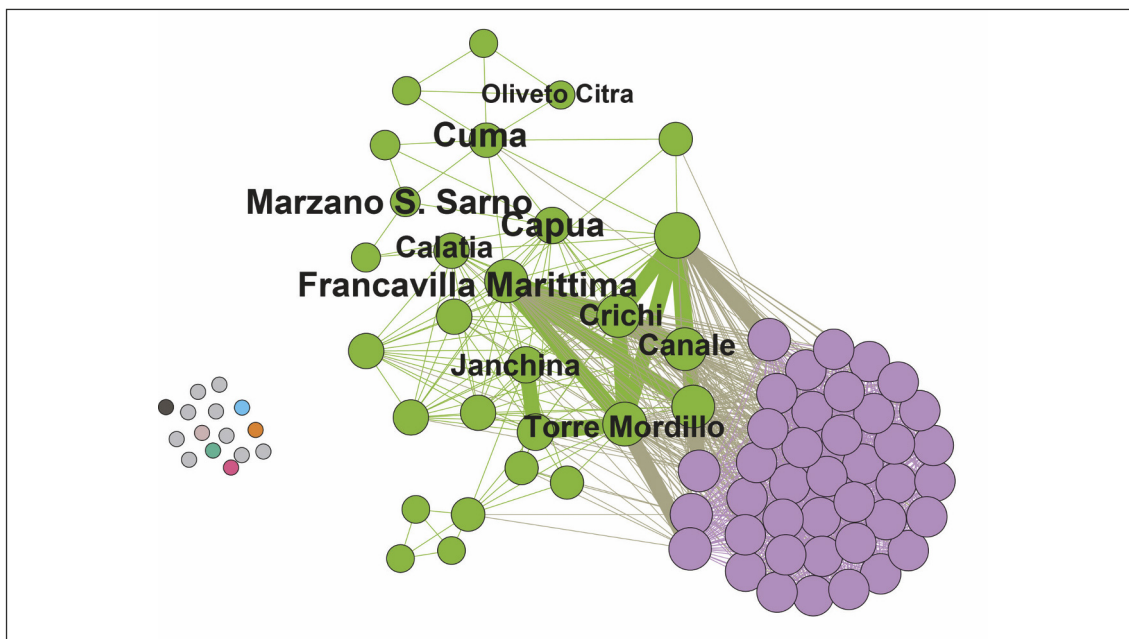 Oliveto Citra
Cuma
Marzano S. Sarno
Capua
Calatia
Francavilla Marittima
Crichi
Canale
Janchina
Torre Mordillo